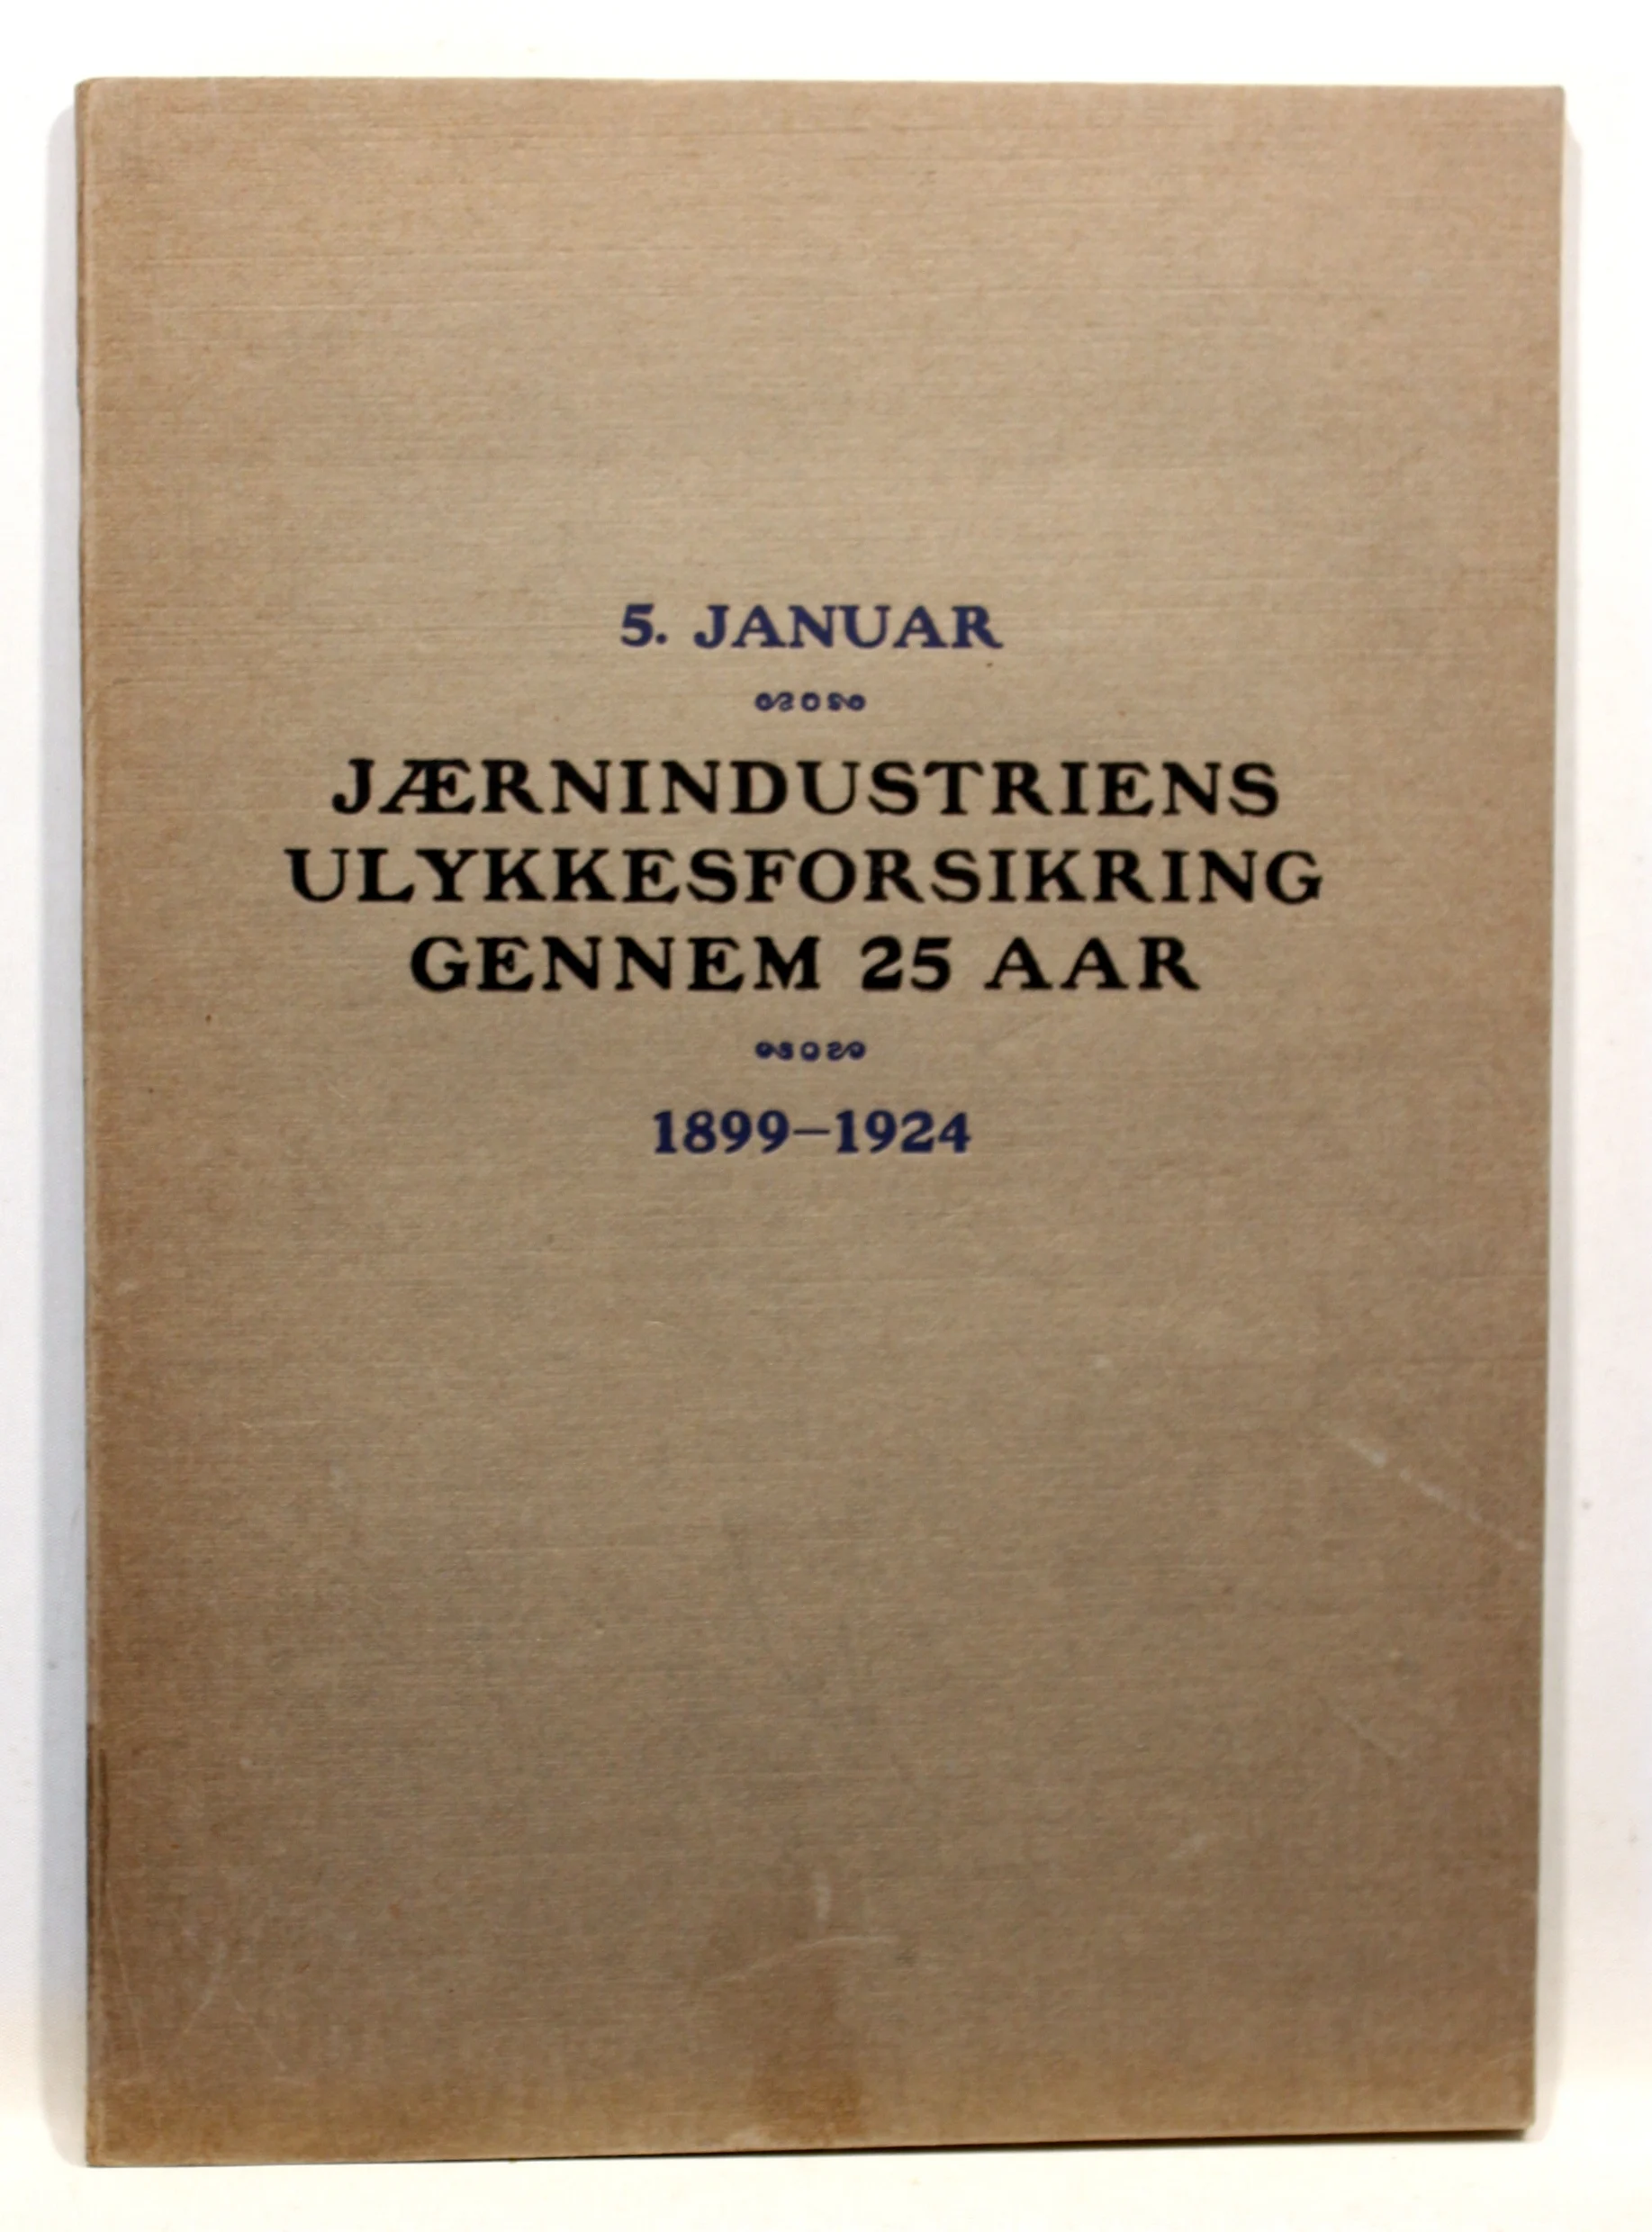 5. JANUAR
JÆRNINDUSTRIENS
ULYKKESFORSIKRING
GENNEM 25 AAR
1899–1924